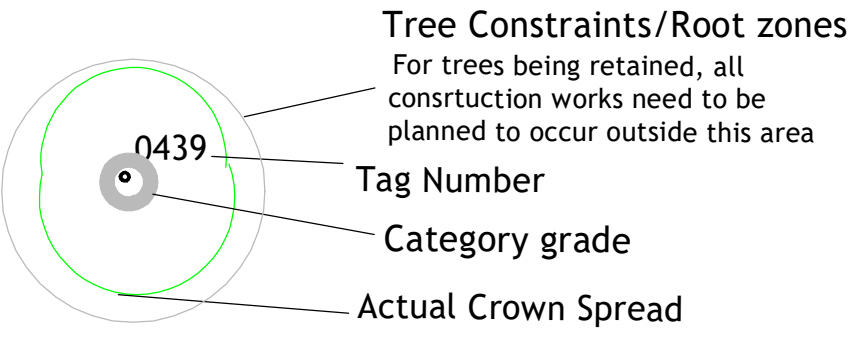 Tree Constraints/Root zones
For trees being retained, all
consrtuction works need to be
planned to occur outside this area
0439
Tag Number
Category grade
Actual Crown Spread